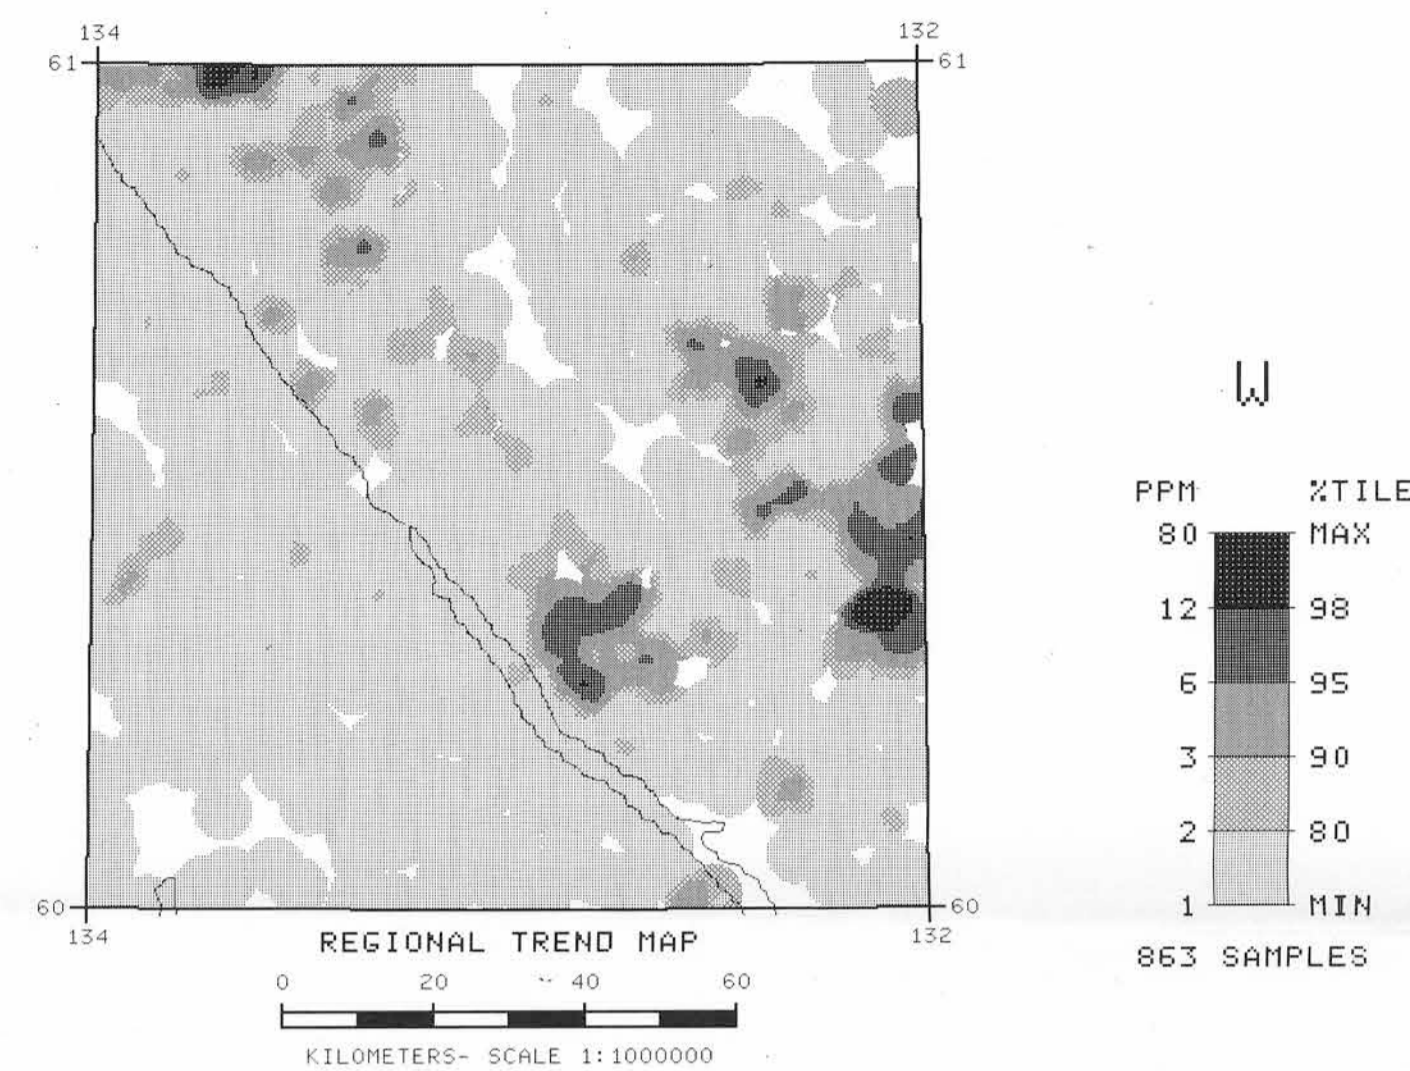 134 132
61 61
W
PPM %TILE
80 MAX
12 98
6 95
3 90
2 80
1 MIN
863 SAMPLES
60 60
134 132
REGIONAL TREND MAP
0 20 40 60
KILOMETERS- SCALE 1:1000000